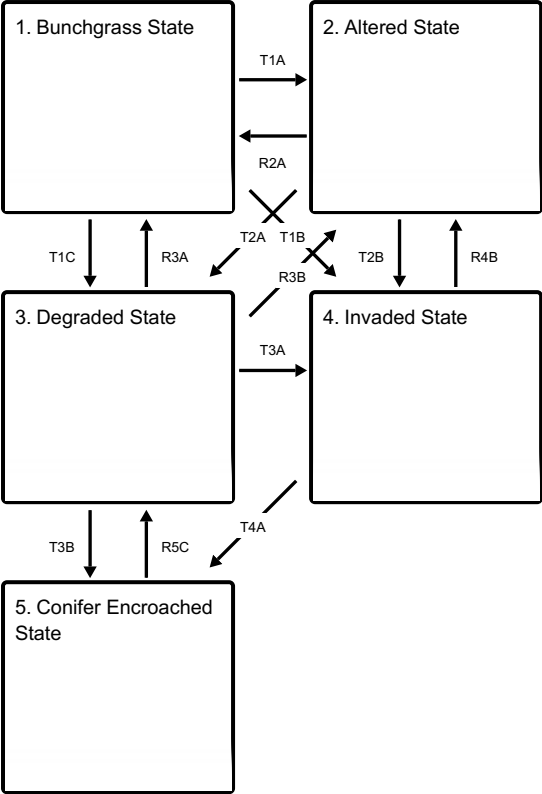 1. Bunchgrass State
2. Altered State
T1A
R2A
T2A
T1B
T1C
R3A
R3B
T2B
R4B
3. Degraded State
4. Invaded State
T3A
T4A
T3B
R5C
5. Conifer Encroached
State